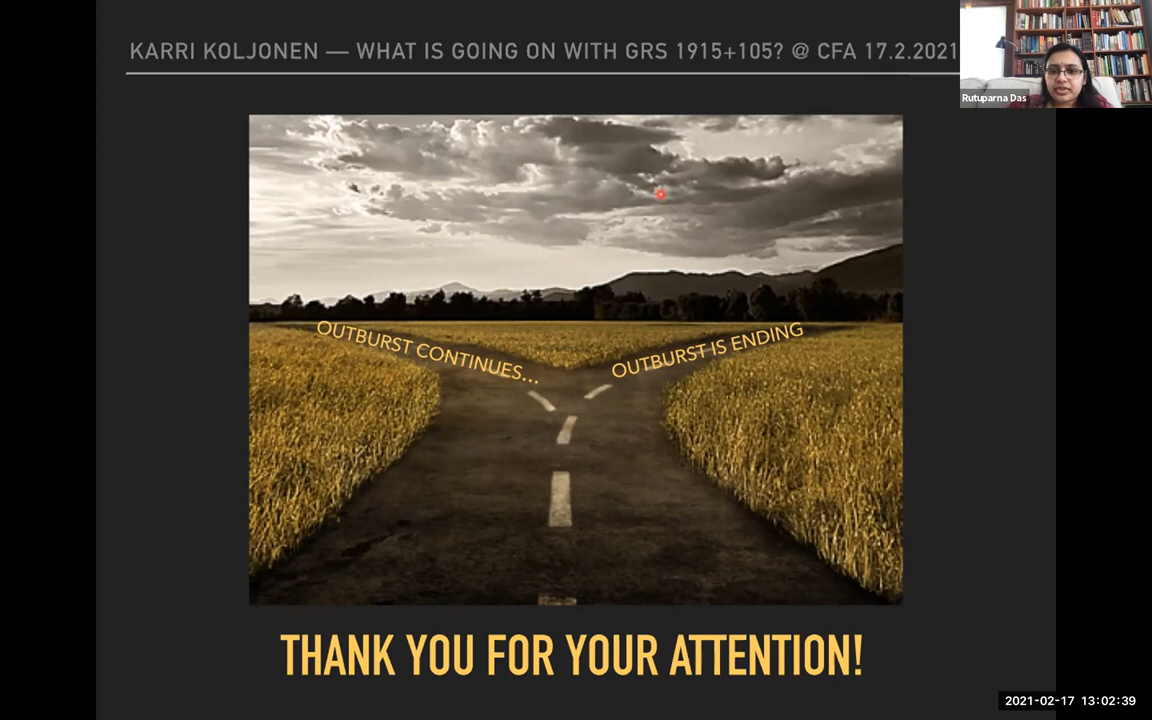 KARRI KOLJONEN — WHAT IS GOING ON WITH GRS 1915+105? @ CFA 17.2.2021
Rutuparna Das
OUTBURST CONTINUES...
OUTBURST IS ENDING
THANK YOU FOR YOUR ATTENTION!
2021-02-17 13:02:39